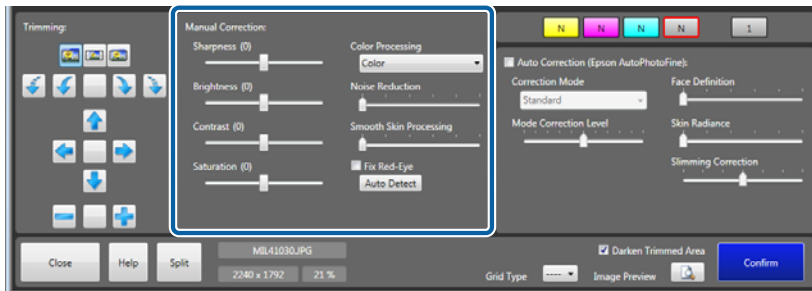 Trimming:
Manual Correction:
Sharpness (0)
Brightness (0)
Contrast (0)
Saturation (0)
Color Processing
Color
Noise Reduction
Smooth Skin Processing
Fix Red-Eye
Auto Detect
N N N N 1
Auto Correction (Epson AutoPhotoFine):
Correction Mode
Standard
Mode Correction Level
Face Definition
Skin Radiance
Slimming Correction
Close
Help
Split
MIL41030.JPG
2240 x 1792 21 %
Darken Trimmed Area
Grid Type ---- Image Preview
Confirm